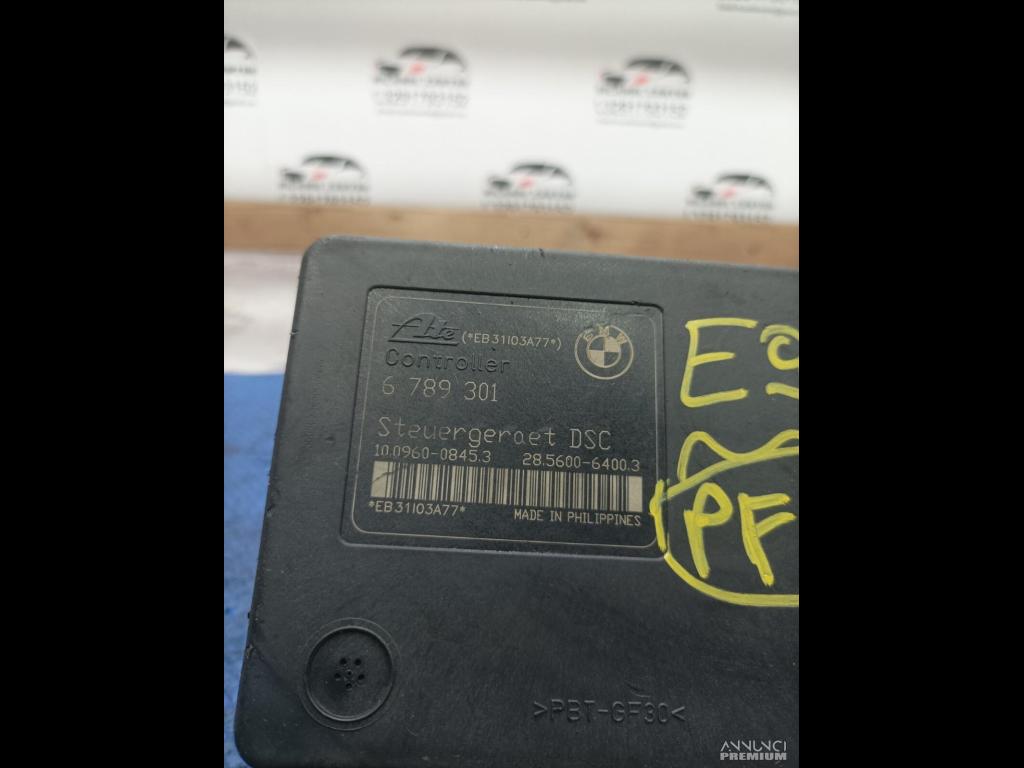 Ate (*EB31103A77*)
BMW
Controller
6 789 301
Steuergeraet DSC
10.0960-0845.3 28.5600-6400.3
*EB31103A77*
MADE IN PHILIPPINES
PF
>PBT-GF30<
ANNUNCI
PREMIUM